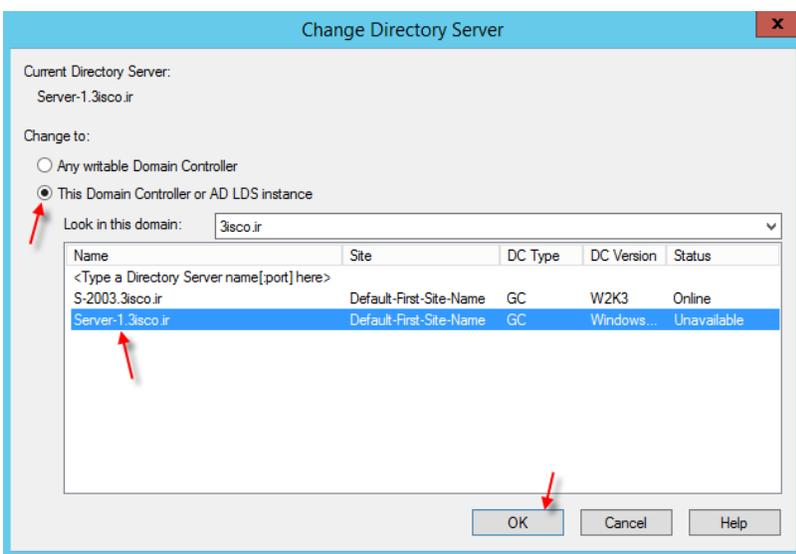 Change Directory Server
x
Current Directory Server:
Server-1.3isco.ir
Change to:
Any writable Domain Controller
This Domain Controller or AD LDS instance
Look in this domain: 3isco.ir
Name Site DC Type DC Version Status
<Type a Directory Server name[:port] here>
S-2003.3isco.ir Default-First-Site-Name GC W2K3 Online
Server-1.3isco.ir Default-First-Site-Name GC Windows... Unavailable
OK Cancel Help